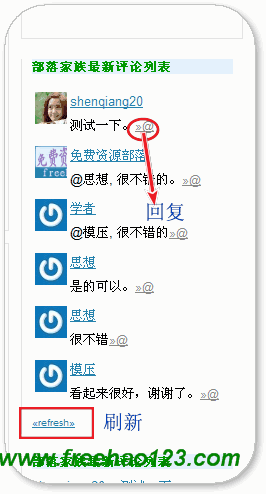 部落家族最新评论列表
shenqiang20
测试一下。»@
免费资源部落
@思想, 很不错的。»@
学者
@模压, 很不错的»@
回复
思想
是的可以。»@
思想
很不错»@
模压
看起来很好，谢谢了。»@
«refresh»
刷新
www.freehao123.com